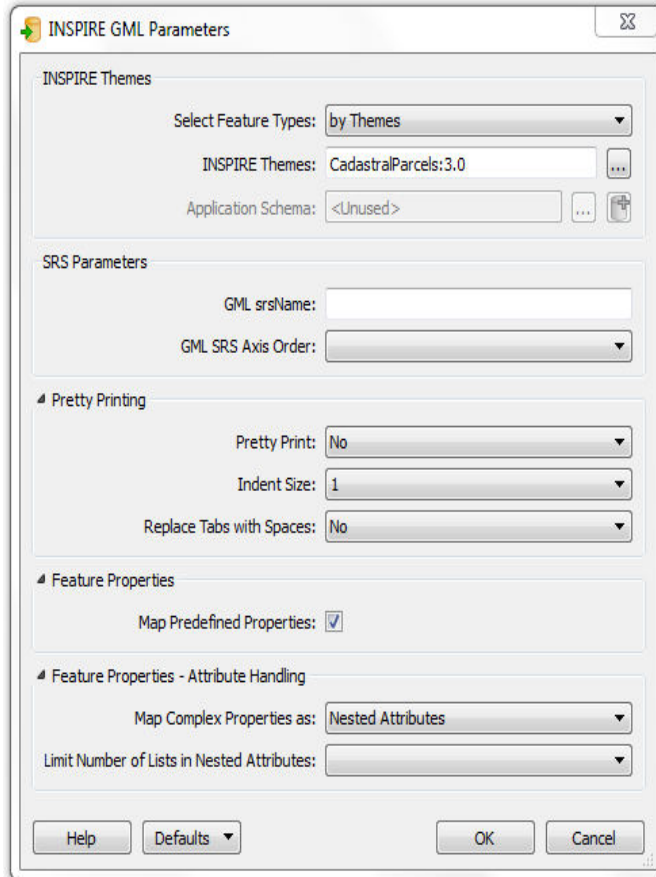 INSPIRE GML Parameters
INSPIRE Themes
Select Feature Types: by Themes
INSPIRE Themes: CadastralParcels:3.0 ...
Application Schema: <Unused> ...
SRS Parameters
GML srsName:
GML SRS Axis Order:
Pretty Printing
Pretty Print: No
Indent Size: 1
Replace Tabs with Spaces: No
Feature Properties
Map Predefined Properties:
Feature Properties - Attribute Handling
Map Complex Properties as: Nested Attributes
Limit Number of Lists in Nested Attributes:
Help Defaults OK Cancel